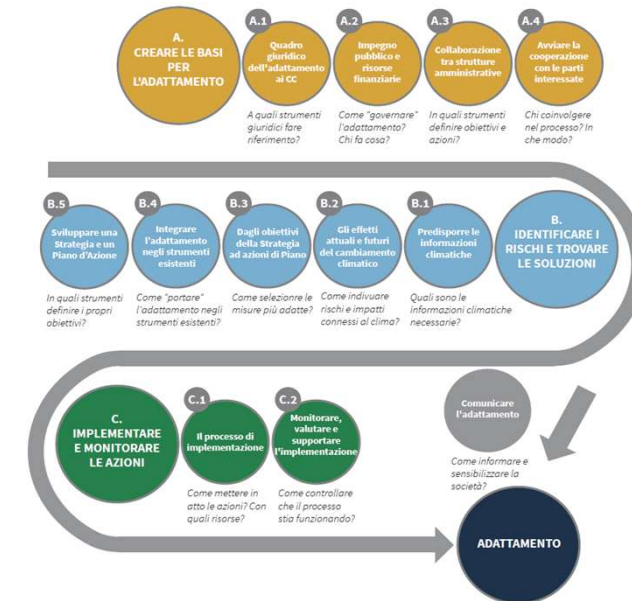 A.
CREARE LE BASI
PER
L'ADATTAMENTO
A.1
Quadro
giuridico
dell'adattamento
ai CC
A quali strumenti
giuridici fare
riferimento?
A.2
Impegno
pubblico e
risorse
finanziarie
Come "governare"
l'adattamento?
Chi fa cosa?
A.3
Collaborazione
tra strutture
amministrative
In quali strumenti
definire obiettivi e
azioni?
A.4
Avviare la
cooperazione
con le parti
interessate
Chi coinvolgere
nel processo? In
che modo?
B.
IDENTIFICARE I
RISCHI E TROVARE
LE SOLUZIONI
B.1
Predisporre le
informazioni
climatiche
Quali sono le
informazioni climatiche
necessarie?
B.2
Gli effetti
attuali e futuri
del cambiamento
climatico
Come indivuare
rischi e impatti
connessi al clima?
B.3
Dagli obiettivi
della Strategia
ad azioni di Piano
Come selezionre le
misure più adatte?
B.4
Integrare
l'adattamento
negli strumenti
esistenti
Come "portare"
l'adattamento negli
strumenti esistenti?
B.5
Sviluppare una
Strategia e un
Piano d'Azione
In quali strumenti
definire i propri
obiettivi?
C.
IMPLEMENTARE
E MONITORARE
LE AZIONI
C.1
Il processo di
implementazione
Come mettere in
atto le azioni? Con
quali risorse?
C.2
Monitorare,
valutare e
supportare
l'implementazione
Come controllare
che il processo
stia funzionando?
Comunicare
l'adattamento
Come informare e
sensibilizzare la
società?
ADATTAMENTO